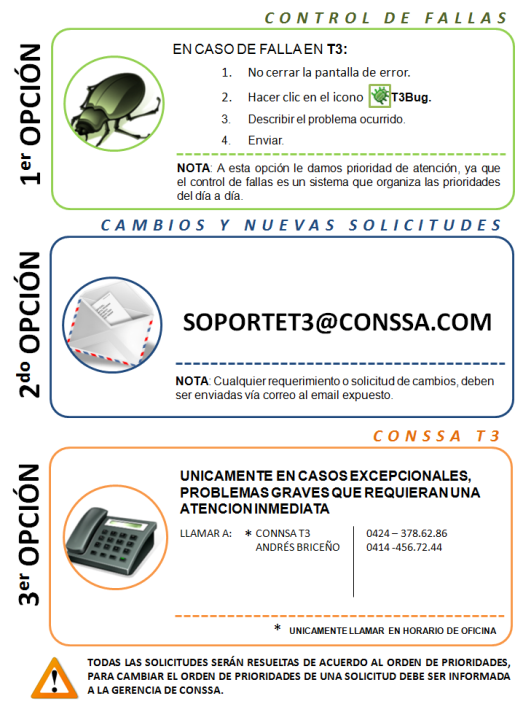 CONTROL DE FALLAS
1er OPCIÓN
EN CASO DE FALLA EN T3:
1. No cerrar la pantalla de error.
2. Hacer clic en el icono T3Bug.
3. Describir el problema ocurrido.
4. Enviar.
NOTA: A esta opción le damos prioridad de atención, ya que
el control de fallas es un sistema que organiza las prioridades
del día a día.
CAMBIOS Y NUEVAS SOLICITUDES
2do OPCIÓN
SOPORTET3@CONSSA.COM
NOTA: Cualquier requerimiento o solicitud de cambios, deben
ser enviadas vía correo al email expuesto.
CONSSA T3
3er OPCIÓN
UNICAMENTE EN CASOS EXCEPCIONALES,
PROBLEMAS GRAVES QUE REQUIERAN UNA
ATENCION INMEDIATA
LLAMAR A: * CONNSA T3 0424 – 378.62.86
ANDRÉS BRICEÑO 0414 -456.72.44
* UNICAMENTE LLAMAR EN HORARIO DE OFICINA
TODAS LAS SOLICITUDES SERÁN RESUELTAS DE ACUERDO AL ORDEN DE PRIORIDADES,
PARA CAMBIAR EL ORDEN DE PRIORIDADES DE UNA SOLICITUD DEBE SER INFORMADA
A LA GERENCIA DE CONSSA.